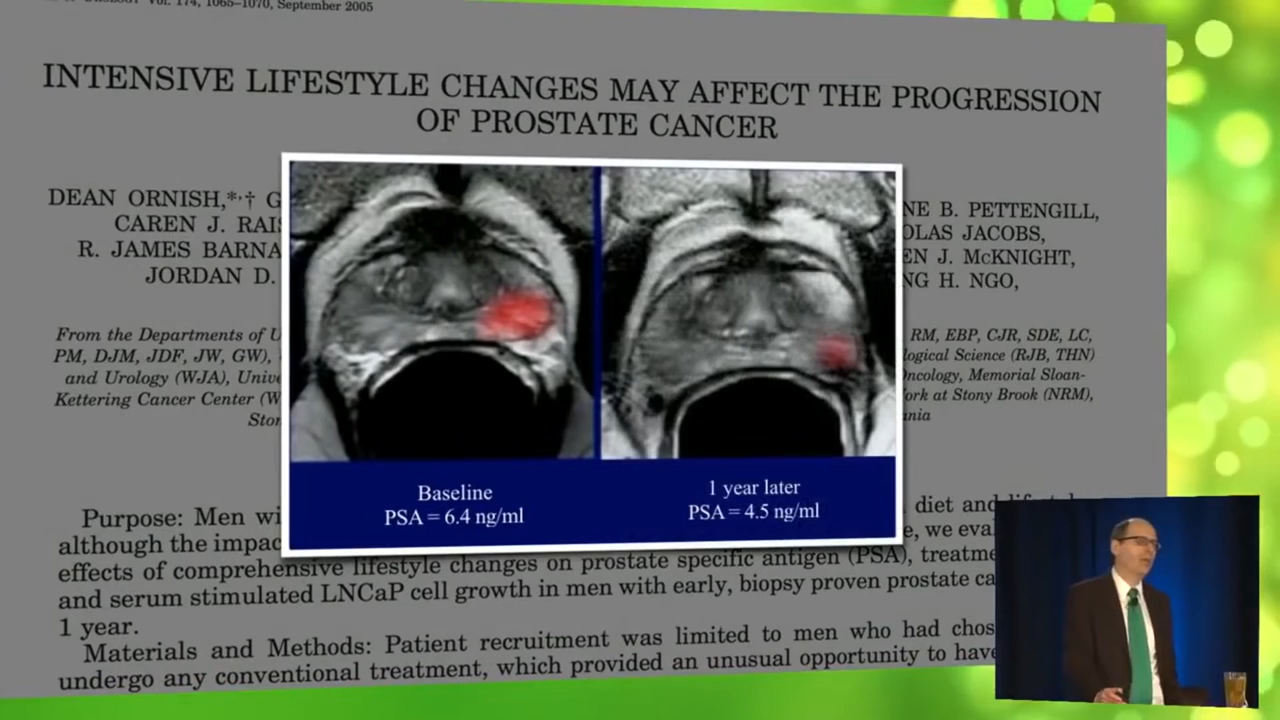 Vol. 174, 1065–1070, September 2005
INTENSIVE LIFESTYLE CHANGES MAY AFFECT THE PROGRESSION
OF PROSTATE CANCER
DEAN ORNISH,*,† G
NE B. PETTENGILL,
CAREN J. RAIS
OLAS JACOBS,
R. JAMES BARNA
EN J. McKNIGHT,
JORDAN D.
NG H. NGO,
From the Departments of U
RM, EBP, CJR, SDE, LC,
PM, DJM, JDF, JW, GW),
logical Science (RJB, THN)
and Urology (WJA), Unive
Oncology, Memorial Sloan-
Kettering Cancer Center (W
ork at Stony Brook (NRM),
Ston
ania
Baseline
PSA = 6.4 ng/ml
1 year later
PSA = 4.5 ng/ml
Purpose: Men wi
diet and
although the impac
e, we eval
effects of comprehensive lifestyle changes on prostate specific antigen (PSA), treatme
and serum stimulated LNCaP cell growth in men with early, biopsy proven prostate ca
1 year.
Materials and Methods: Patient recruitment was limited to men who had chos
undergo any conventional treatment, which provided an unusual opportunity to have